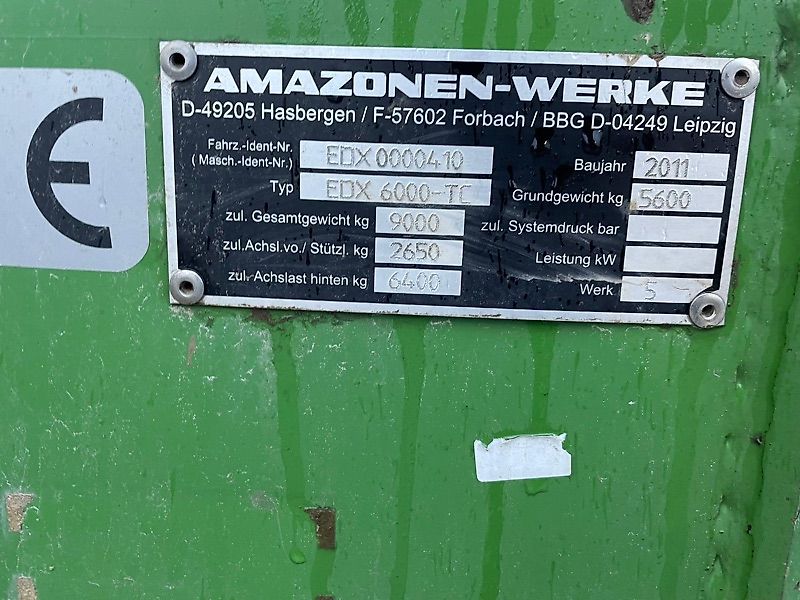 CE
AMAZONEN-WERKE
D-49205 Hasbergen / F-57602 Forbach / BBG D-04249 Leipzig
Fahrz.-Ident-Nr.
( Masch.-Ident-Nr.) EDX0000410
Typ EDX 6000-TC
zul. Gesamtgewicht kg 9000
zul.Achsl.vo./ Stützl. kg 2650
zul. Achslast hinten kg 6400
Baujahr 2011
Grundgewicht kg 5600
zul. Systemdruck bar
Leistung kW
Werk 5